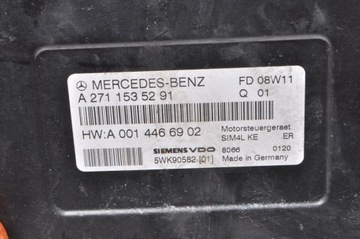 MERCEDES-BENZ FD 08W11
A 271 153 52 91 Q 01
HW:A 001 446 69 02 Motorsteuergeraet
SIM4L KE .ER
SIEMENS VDO 8066 0120
5WK90582 [01] Made in Germany